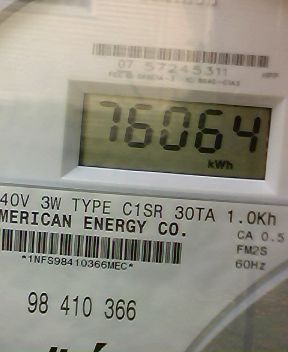 07 57245311
76064
kWh
40V 3W TYPE C1SR 30TA 1.0Kh
MERICAN ENERGY CO.
CA 0.5
FM2S
60Hz
*1NFS98410366MEC*
98 410 366